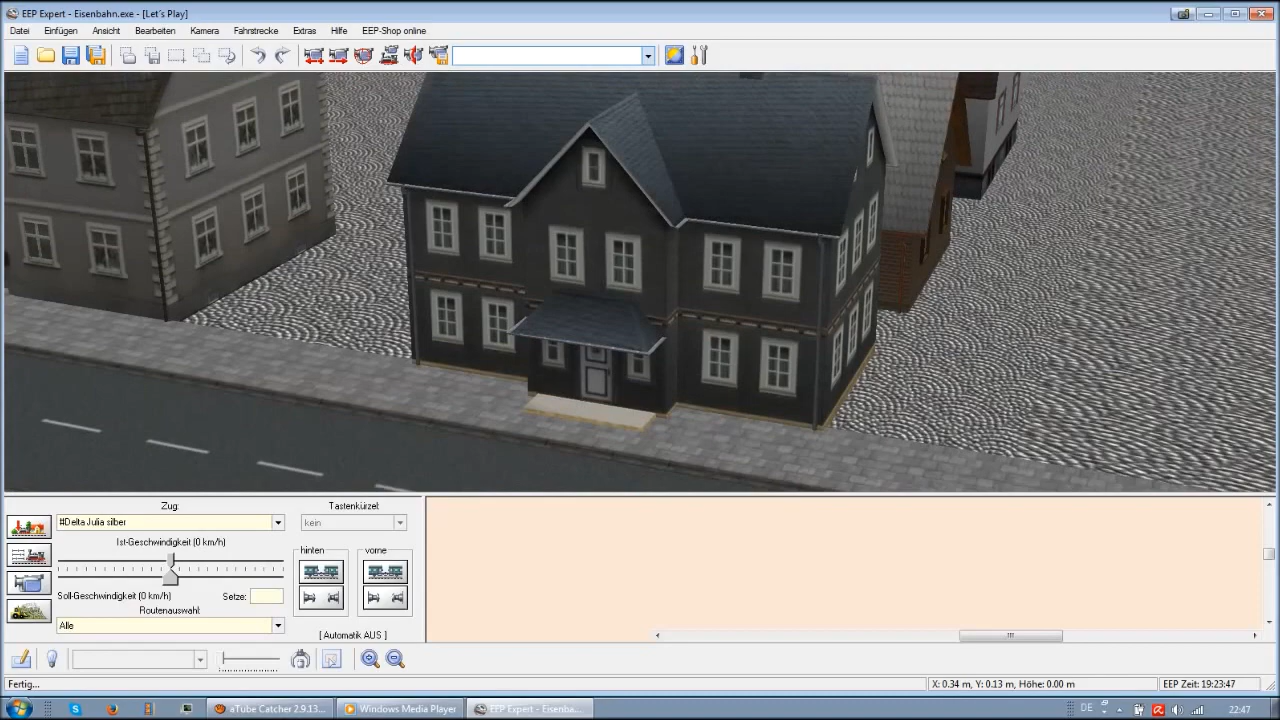 EEP Expert - Eisenbahn.exe - [Let´s Play]
Datei Einfügen Ansicht Bearbeiten Kamera Fahrstrecke Extras Hilfe EEP-Shop online
Zug:
#Delta Julia silber
Ist-Geschwindigkeit (0 km/h)
Soll-Geschwindigkeit (0 km/h) Setze:
Routenauswahl:
Alle
Tastenkürzel:
kein
hinten vorne
[ Automatik AUS ]
Fertig... X: 0.34 m, Y: 0.13 m, Höhe: 0.00 m EEP Zeit: 19:23:47
aTube Catcher 2.9.13... Windows Media Player EEP Expert - Eisenba... DE 22:47